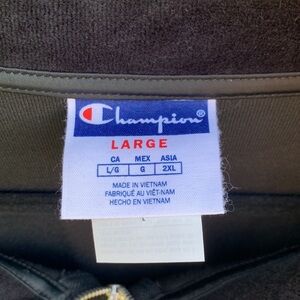 Champion®
LARGE
CA MEX ASIA
L/G G 2XL
MADE IN VIETNAM
FABRIQUÉ AU VIÊT-NAM
HECHO EN VIETNAM
L